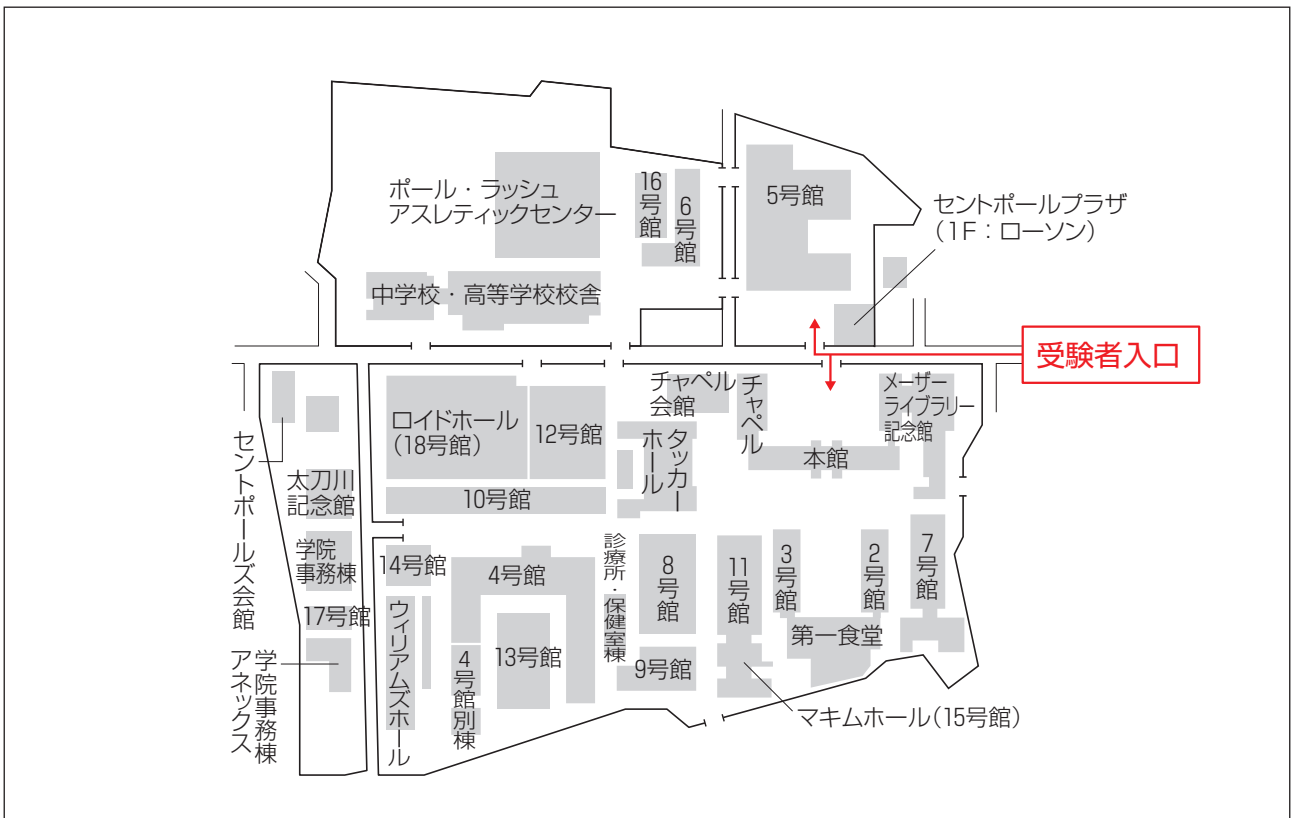 ポール・ラッシュ
アスレティックセンター
16号館
6号館
5号館
セントポールプラザ
(1F：ローソン)
中学校・高等学校校舎
受験者入口
チャペル
会館
チャペル
メーザー
ライブラリー
記念館
ロイドホール
(18号館)
12号館
タッカー
ホール
本館
セントポールズ会館
太刀川
記念館
10号館
学院
事務棟
14号館
4号館
診療所・保健室棟
8号館
11号館
3号館
2号館
7号館
17号館
ウィリアムズホール
13号館
第一食堂
学院事務棟
アネックス
4号館別棟
9号館
マキムホール(15号館)